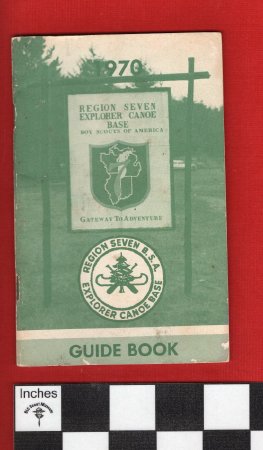 1970
REGION SEVEN
EXPLORER CANOE
BASE
BOY SCOUTS OF AMERICA
GATEWAY TO ADVENTURE
REGION SEVEN B.S.A.
EXPLORER CANOE BASE
GUIDE BOOK
Inches